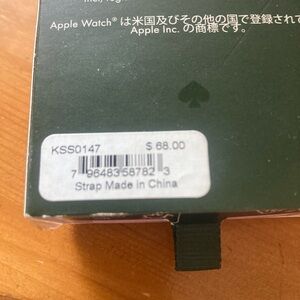 Apple Watch® は米国及びその他の国で登録されて
Apple Inc. の商標です。
KSS0147 $ 68.00
7 96483 58782 3
Strap Made in China